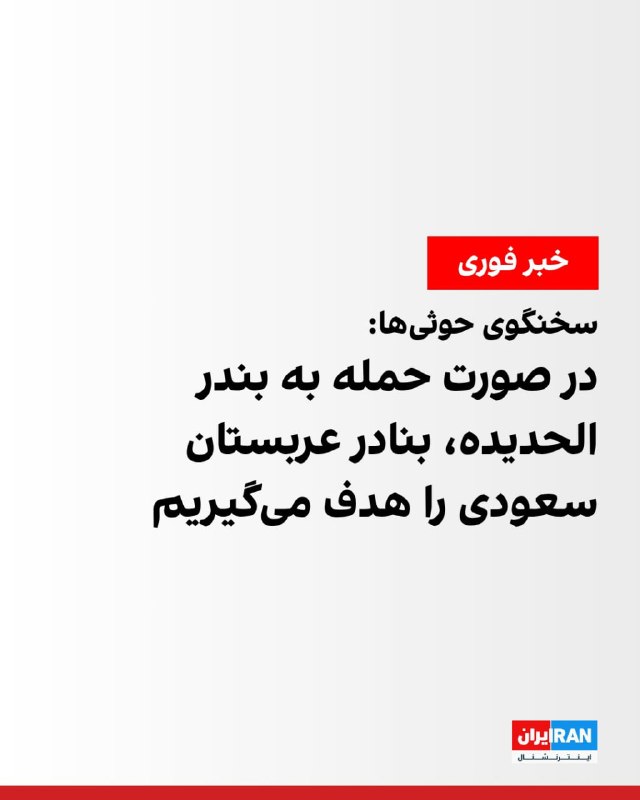 خبر فوری
سخنگوی حوثی‌ها:
در صورت حمله به بندر
الحدیده، بنادر عربستان
سعودی را هدف می‌گیریم
ایران IRAN
اینترنشنال